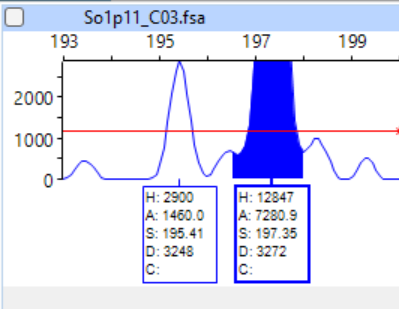 So1p11_C03.fsa
193 195 197 199
2000
1000
0
H: 2900
A: 1460.0
S: 195.41
D: 3248
C:
H: 12847
A: 7280.9
S: 197.35
D: 3272
C: